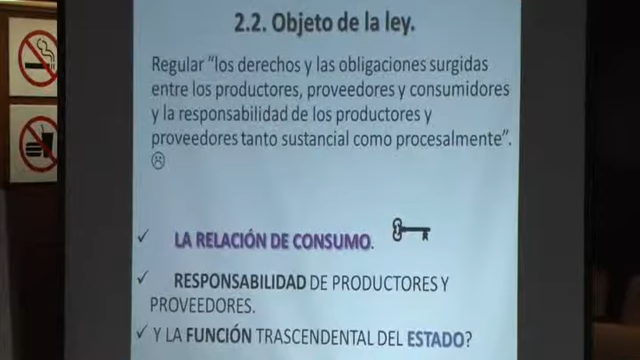 2.2. Objeto de la ley.
Regular "los derechos y las obligaciones surgidas
entre los productores, proveedores y consumidores
y la responsabilidad de los productores y
proveedores tanto sustancial como procesalmente".
☹
✓ LA RELACIÓN DE CONSUMO.
✓ RESPONSABILIDAD DE PRODUCTORES Y
PROVEEDORES.
✓ Y LA FUNCIÓN TRASCENDENTAL DEL ESTADO?